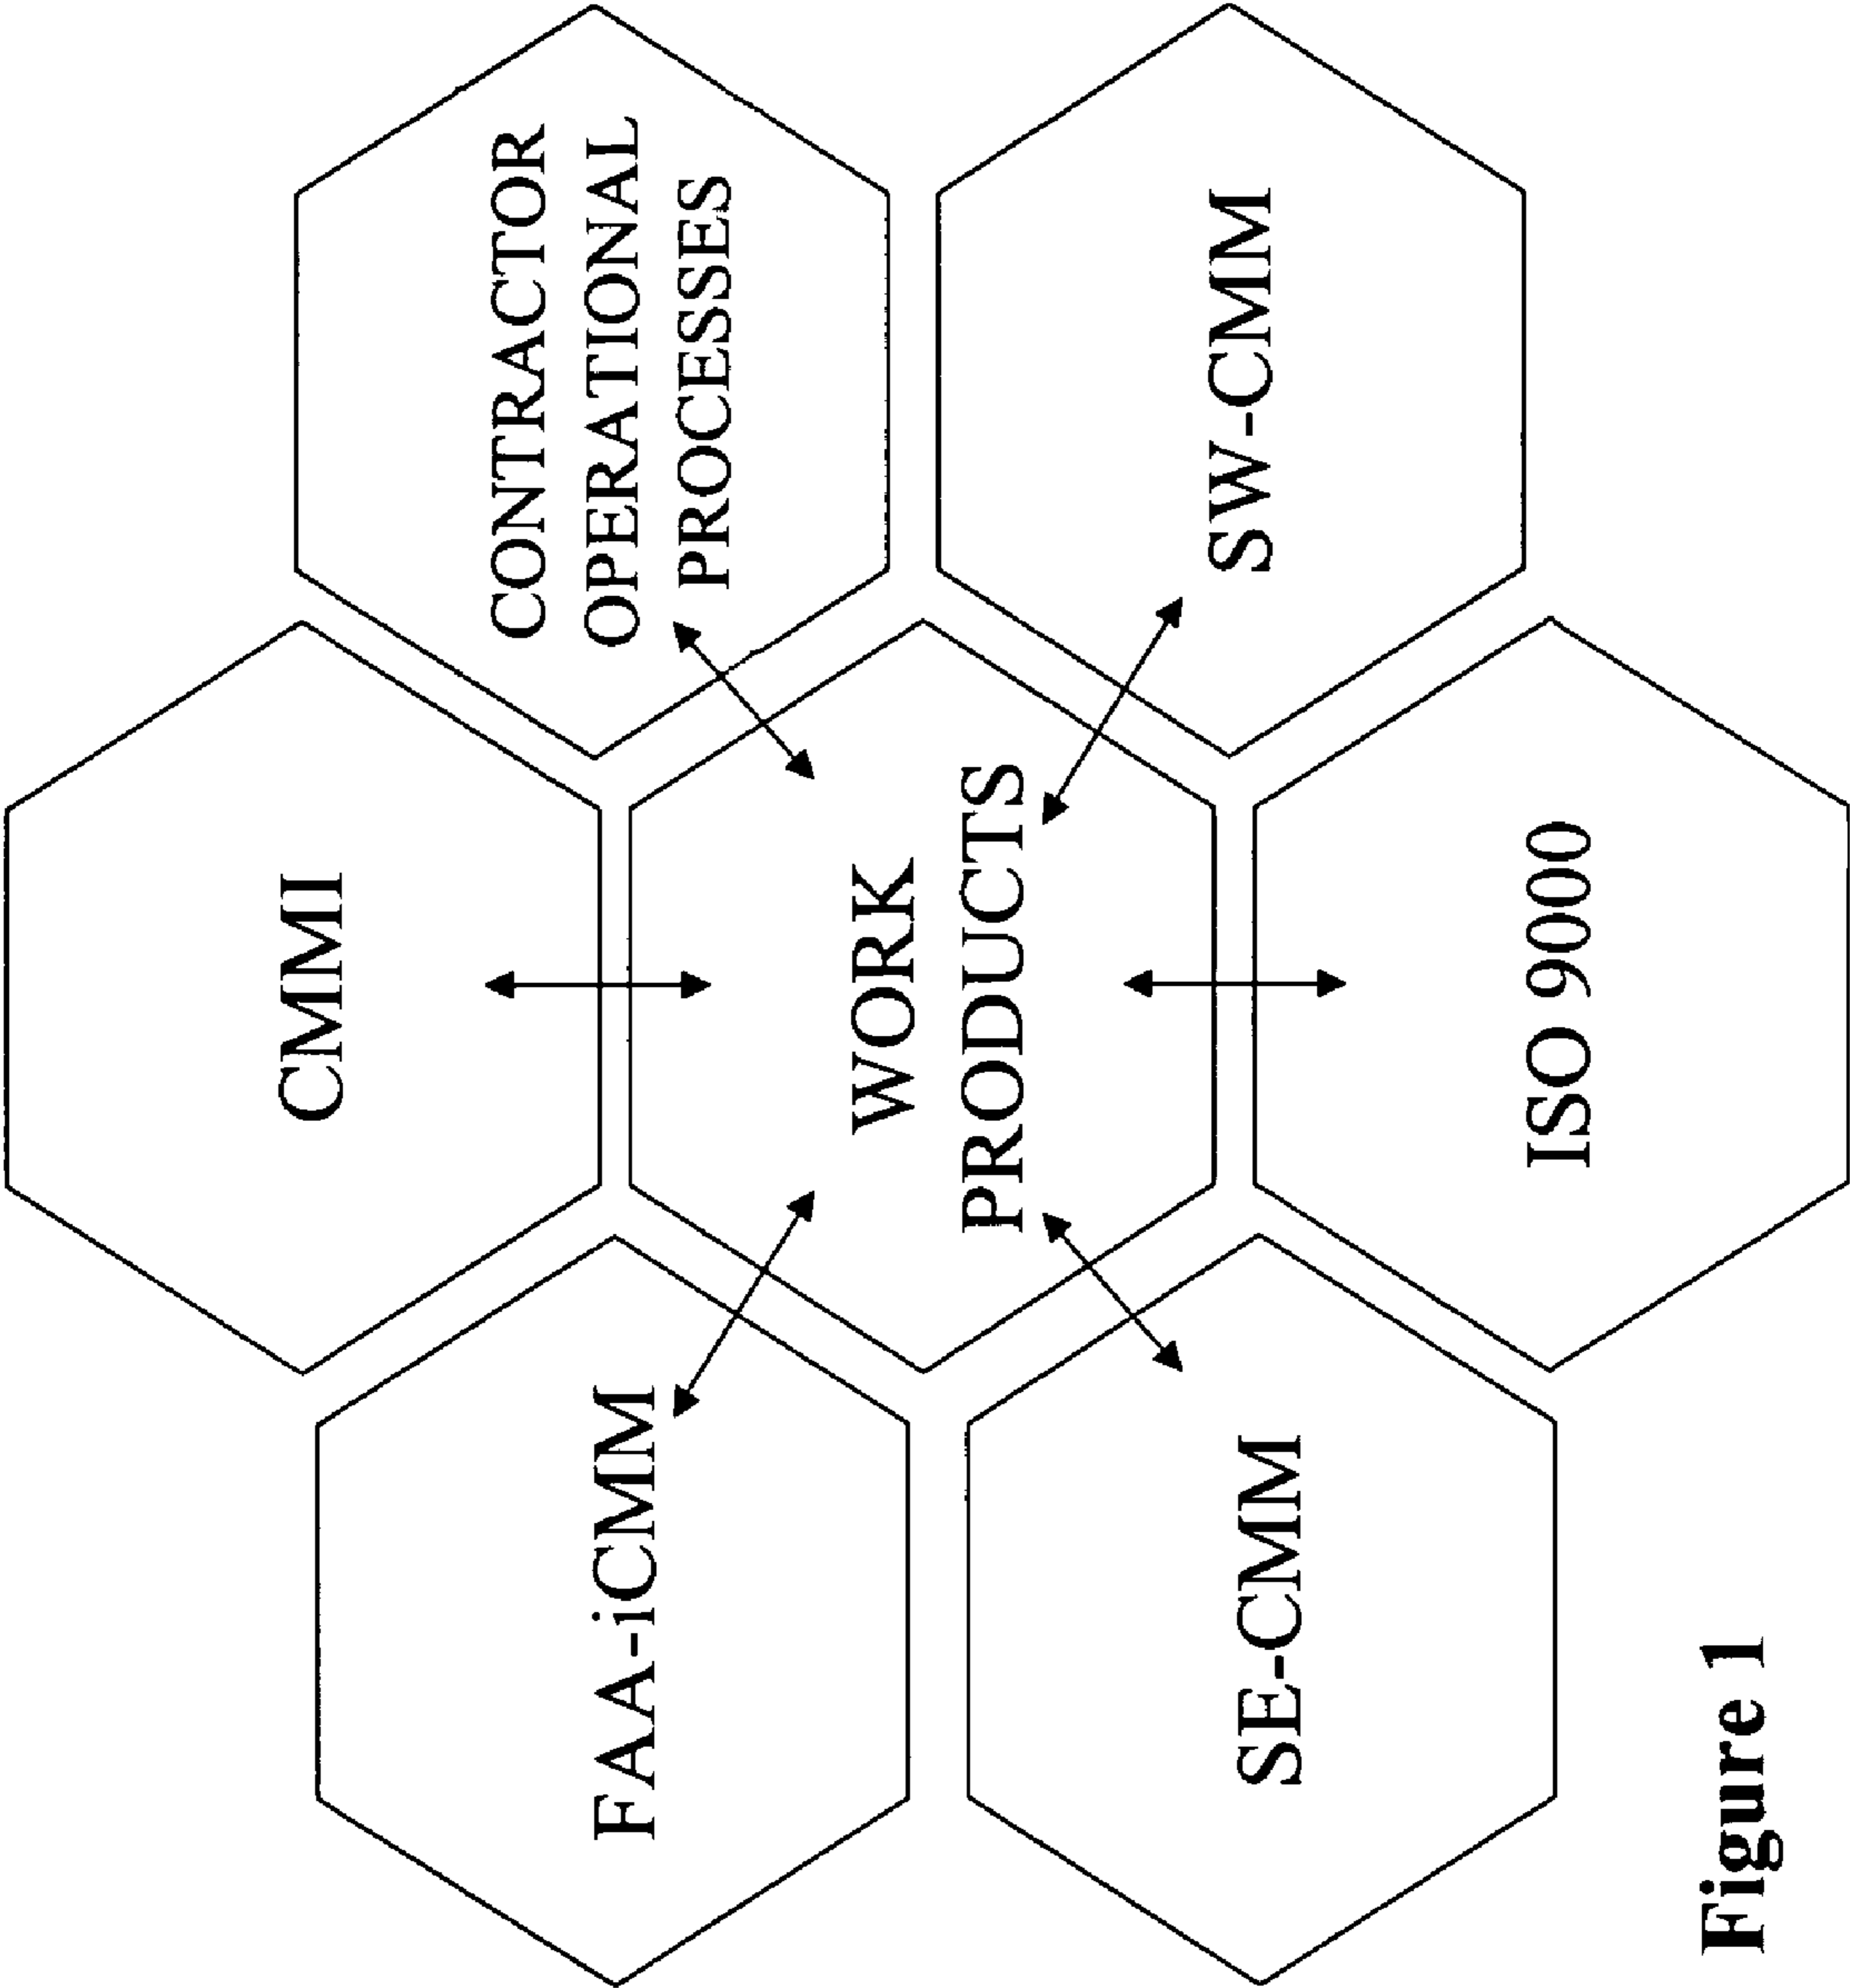 CMMI
FAA-iCMM
CONTRACTOR
OPERATIONAL
PROCESSES
WORK
PRODUCTS
SE-CMM
SW-CMM
ISO 9000
Figure 1